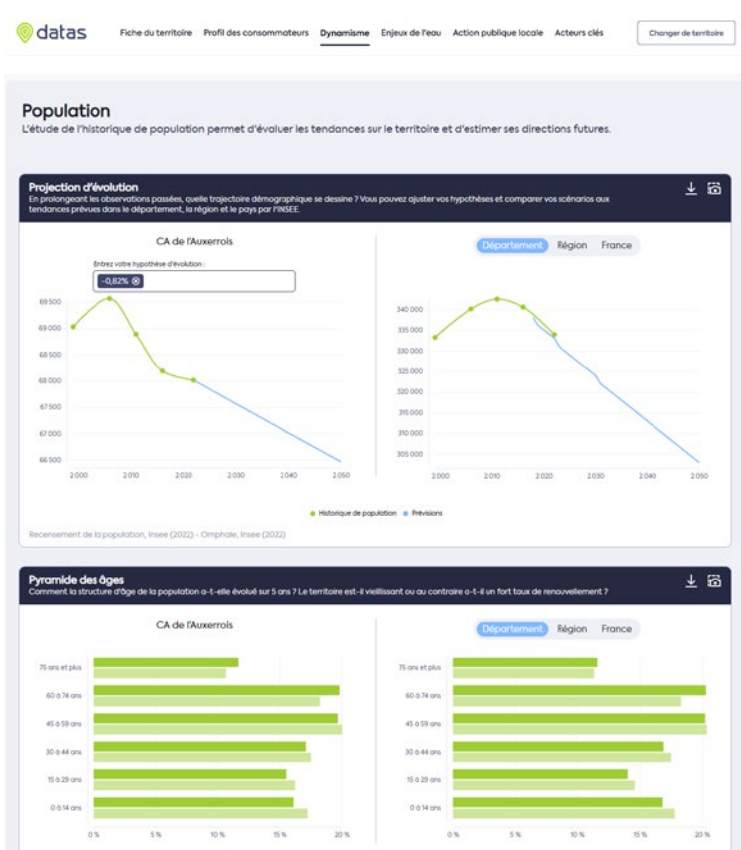 datas
Fiche du territoire Profil des consommateurs Dynamisme Enjeux de l'eau Action publique locale Acteurs clés Changer de territoire
Population
L'étude de l'historique de population permet d'évaluer les tendances sur le territoire et d'estimer ses directions futures.
Projection d'évolution
En prolongeant les observations passées, quelle trajectoire démographique se dessine ? Vous pouvez ajuster vos hypothèses et comparer vos scénarios aux
tendances prévues dans le département, la région et le pays par l'INSEE.
CA de l'Auxerrois
Département Région France
Entrez votre hypothèse d'évolution :
-0,82%
69 500
69 000
68 500
68 000
67 500
67 000
66 500
2 000 2 010 2 020 2 030 2 040 2 050
340 000
335 000
330 000
325 000
320 000
315 000
310 000
305 000
2 000 2 010 2 020 2 030 2 040 2 050
Historique de population Prévisions
Recensement de la population, Insee (2022) - Omphale, Insee (2022)
Pyramide des âges
Comment la structure d'âge de la population a-t-elle évolué sur 5 ans ? Le territoire est-il vieillissant ou au contraire a-t-il un fort taux de renouvellement ?
CA de l'Auxerrois
Département Région France
75 ans et plus
60 à 74 ans
45 à 59 ans
30 à 44 ans
15 à 29 ans
0 à 14 ans
0 % 5 % 10 % 15 % 20 %
75 ans et plus
60 à 74 ans
45 à 59 ans
30 à 44 ans
15 à 29 ans
0 à 14 ans
0 % 5 % 10 % 15 % 20 %